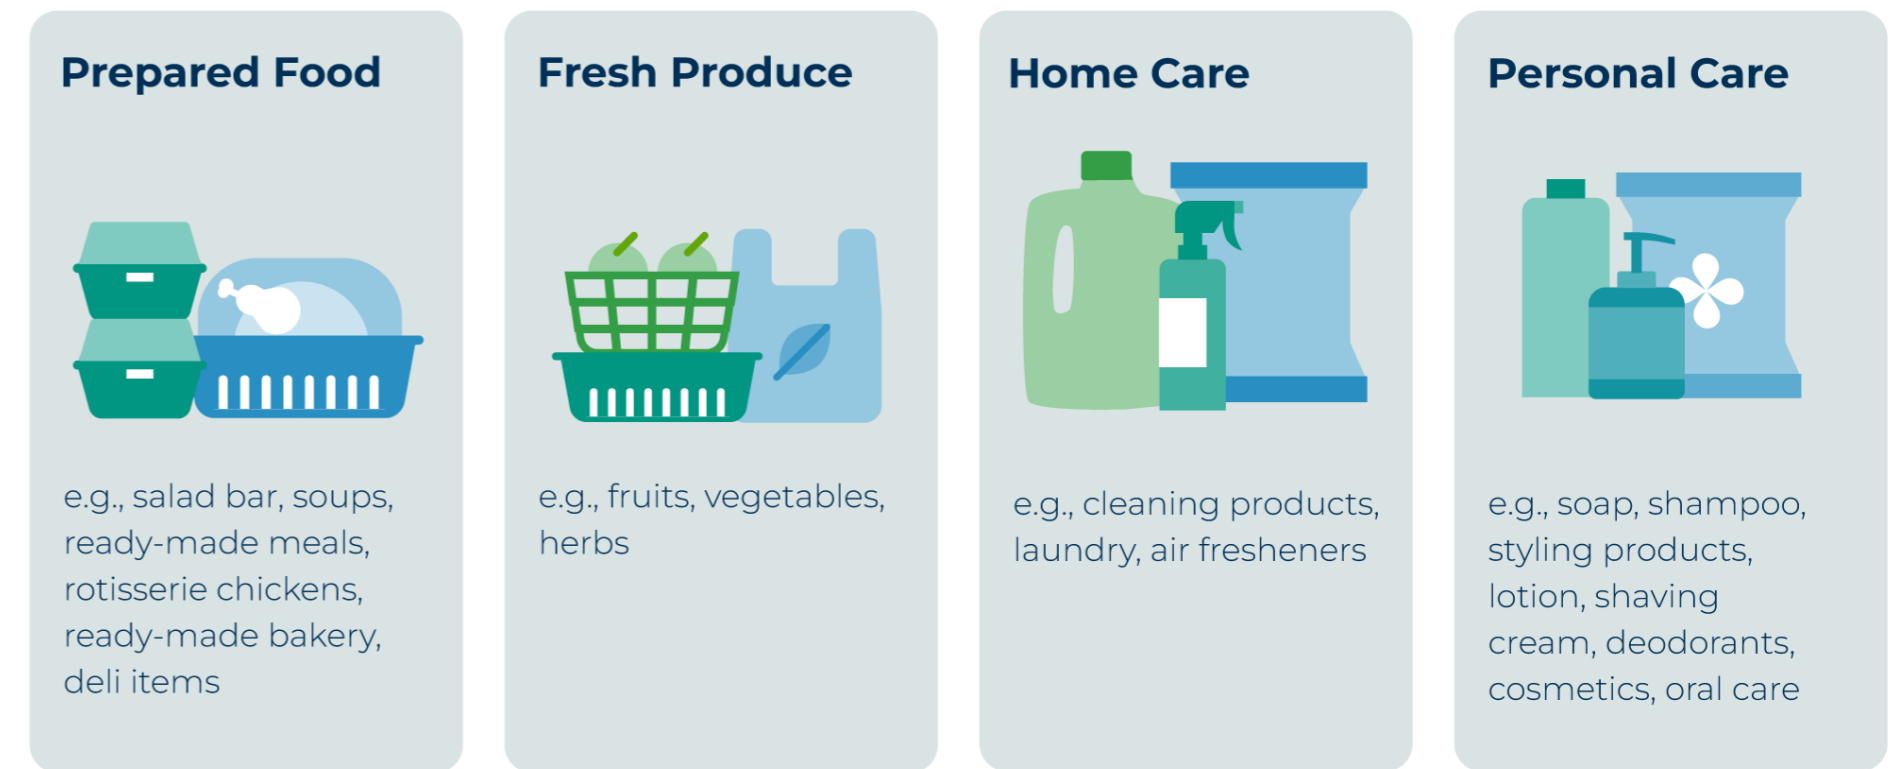 Prepared Food
e.g., salad bar, soups,
ready-made meals,
rotisserie chickens,
ready-made bakery,
deli items
Fresh Produce
e.g., fruits, vegetables,
herbs
Home Care
e.g., cleaning products,
laundry, air fresheners
Personal Care
e.g., soap, shampoo,
styling products,
lotion, shaving
cream, deodorants,
cosmetics, oral care